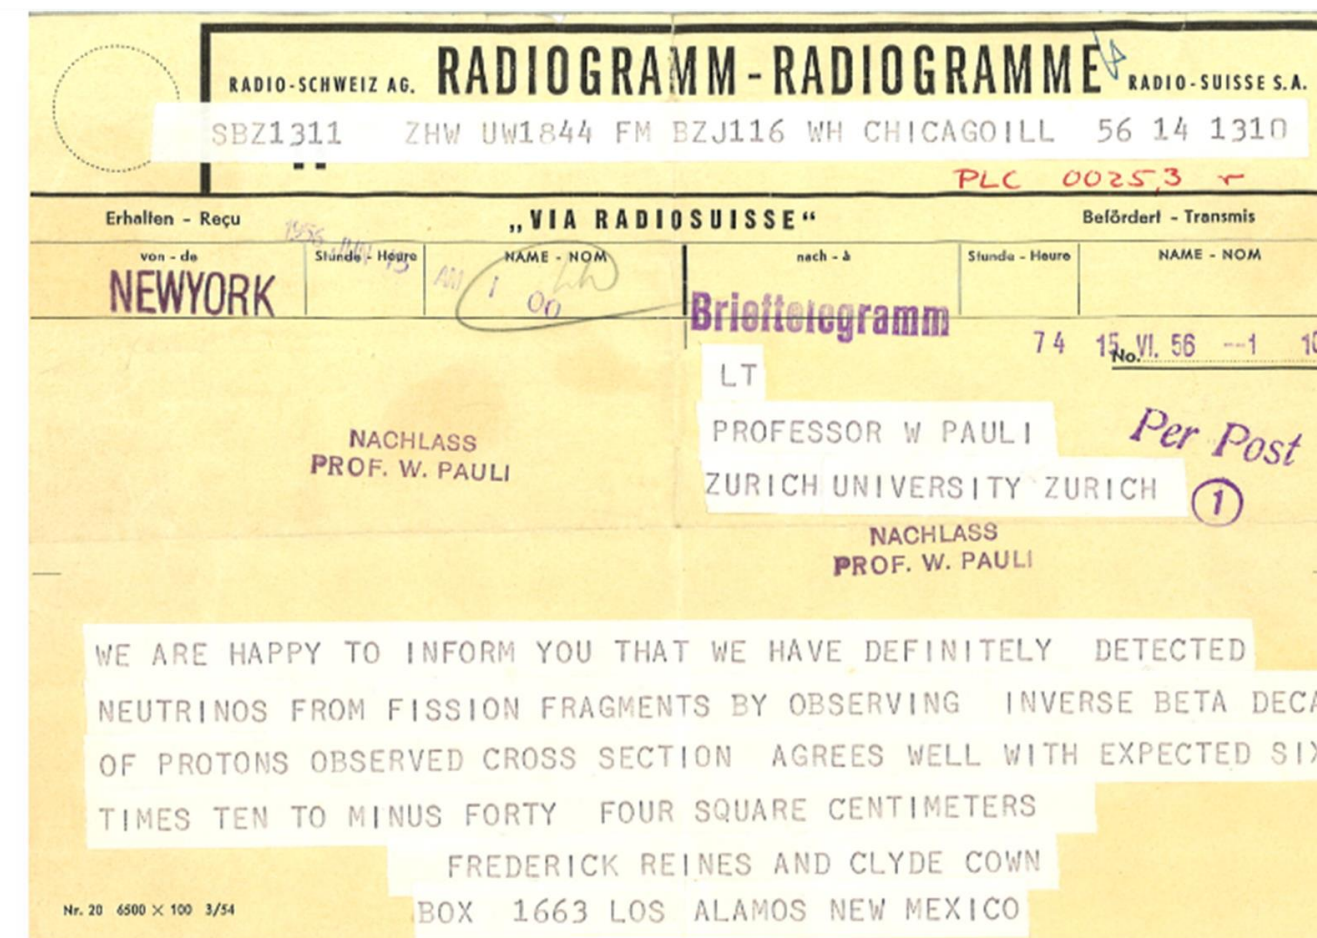 RADIO-SCHWEIZ AG. RADIOGRAMM-RADIOGRAMME RADIO-SUISSE S.A.
SBZ1311 ZHW UW1844 FM BZJ116 WH CHICAGOILL 56 14 1310
PLC 0025,3 r
Erhalten - Reçu „VIA RADIOSUISSE“ Befördert - Transmis
von - de Stunde - Heure NAME - NOM nach - à Stunde - Heure NAME - NOM
NEWYORK
Brieftelegramm
74 15. VI. 56 --1 10
No.
LT
PROFESSOR W PAULI
Per Post
ZURICH UNIVERSITY ZURICH
1
NACHLASS
PROF. W. PAULI
NACHLASS
PROF. W. PAULI
WE ARE HAPPY TO INFORM YOU THAT WE HAVE DEFINITELY DETECTED
NEUTRINOS FROM FISSION FRAGMENTS BY OBSERVING INVERSE BETA DECA
OF PROTONS OBSERVED CROSS SECTION AGREES WELL WITH EXPECTED SIX
TIMES TEN TO MINUS FORTY FOUR SQUARE CENTIMETERS
FREDERICK REINES AND CLYDE COWN
BOX 1663 LOS ALAMOS NEW MEXICO
Nr. 20 6500 × 100 3/54